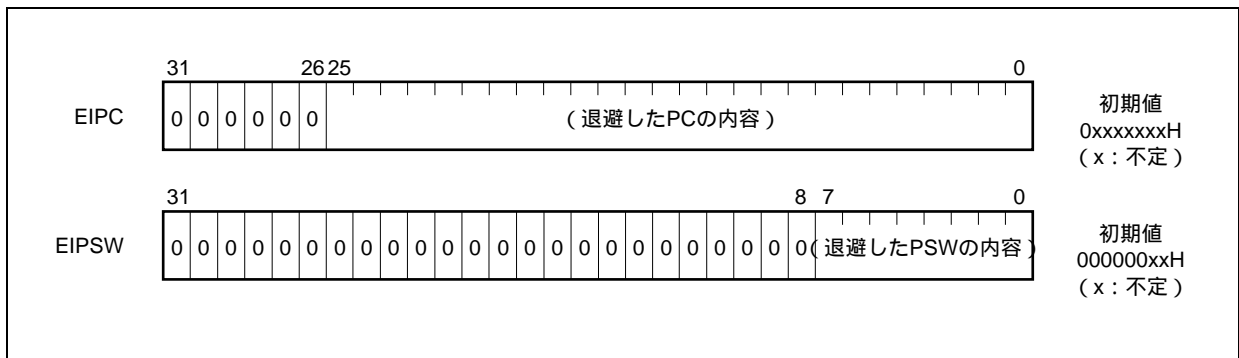 31 26 25 0
EIPC 0 0 0 0 0 0 (退避したPCの内容) 初期値
0xxxxxxxH
(x:不定)
31 8 7 0
EIPSW 0 0 0 0 0 0 0 0 0 0 0 0 0 0 0 0 0 0 0 0 0 0 0 0 (退避したPSWの内容) 初期値
000000xxH
(x:不定)